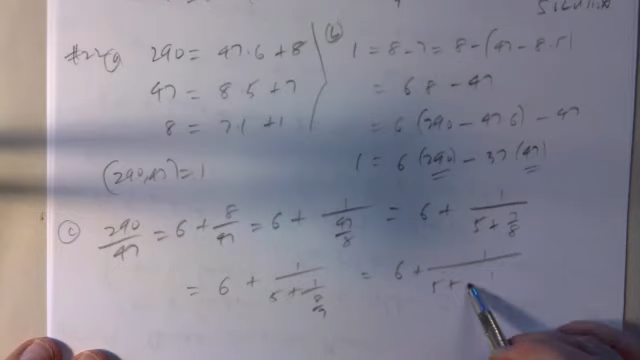 290 = 47·6 + 8
47 = 8·5 + 7
8 = 7·1 + 1
(290,47) = 1
(b) 1 = 8 - 7 = 8 - (47 - 8·5)
= 6·8 - 47
= 6(290 - 47·6) - 47
1 = 6(290) - 37(47)
(c) 290/47 = 6 + 8/47 = 6 + 1/(47/8) = 6 + 1/(5 + 7/8)
= 6 + 1/(5 + 1/(8/7)) = 6 + 1/(5 + 1